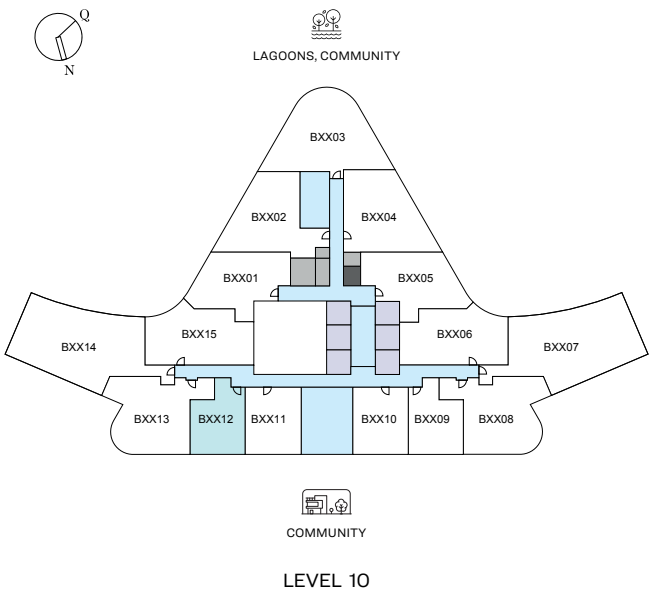 Q
N
LAGOONS, COMMUNITY
BXX03
BXX02
BXX04
BXX01
BXX05
BXX15
BXX06
BXX14
BXX07
BXX13
BXX12
BXX11
BXX10
BXX09
BXX08
COMMUNITY
LEVEL 10